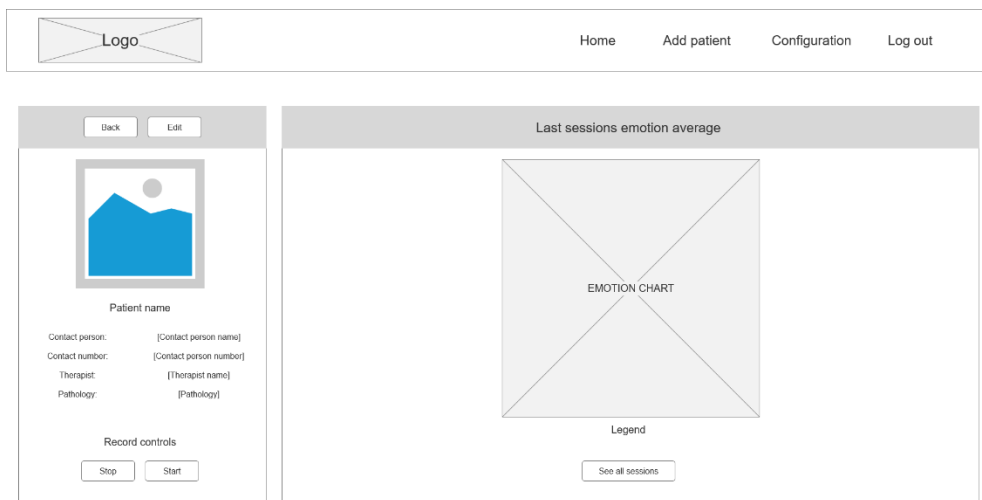 Logo
Home Add patient Configuration Log out
Back Edit
Patient name
Contact person: [Contact person name]
Contact number: [Contact person number]
Therapist: [Therapist name]
Pathology: [Pathology]
Record controls
Stop Start
Last sessions emotion average
EMOTION CHART
Legend
See all sessions